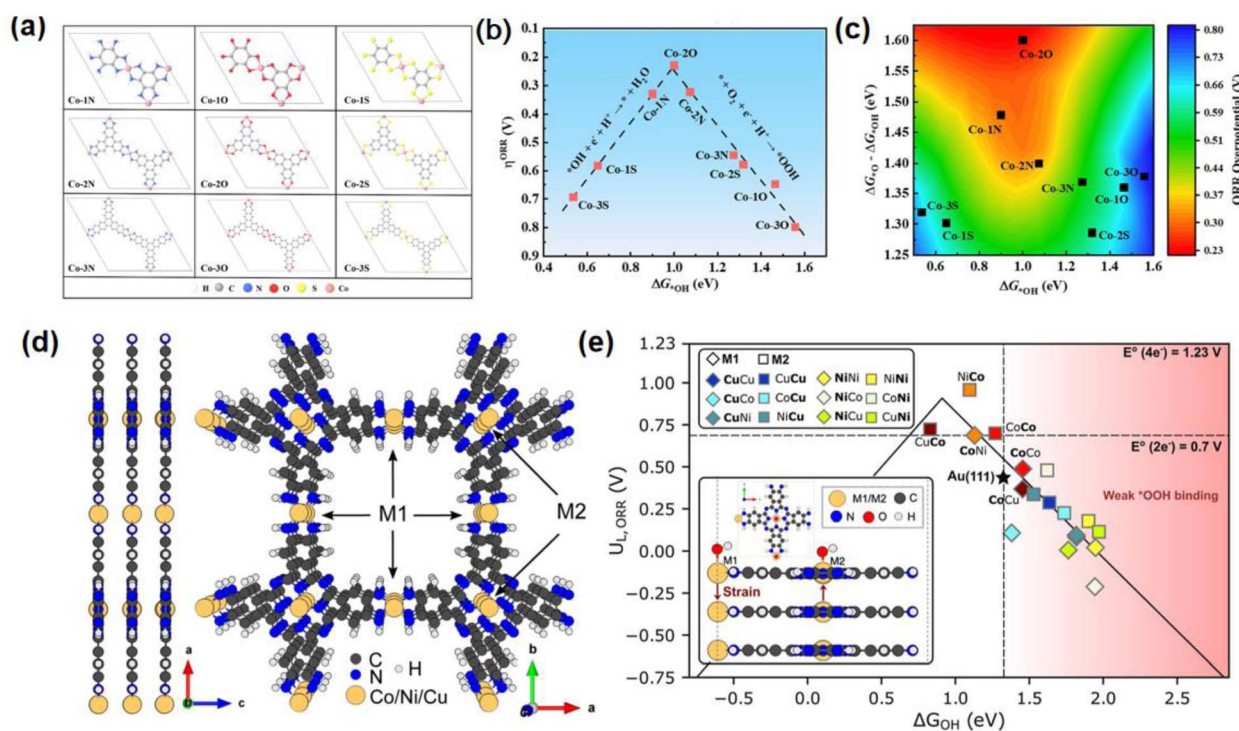 (a)
Co-1N
Co-1O
Co-1S
Co-2N
Co-2O
Co-2S
Co-3N
Co-3O
Co-3S
H C N O S Co
(b)
0.1
0.2
0.3
0.4
0.5
0.6
0.7
0.8
0.9
η^ORR (V)
*OH + e⁻ + H⁺ → * + H₂O
* + O₂ + e⁻ + H⁺ → *OOH
Co-2O
Co-1N
Co-2N
Co-1S
Co-3N
Co-2S
Co-3S
Co-1O
Co-3O
0.4 0.6 0.8 1.0 1.2 1.4 1.6
ΔG*OH (eV)
(c)
1.60
1.55
1.50
1.45
1.40
1.35
1.30
1.25
ΔG*O - ΔG*OH (eV)
Co-2O
Co-1N
Co-2N
Co-3N
Co-3O
Co-1O
Co-3S
Co-1S
Co-2S
0.6 0.8 1.0 1.2 1.4 1.6
ΔG*OH (eV)
0.80
0.70
0.60
0.50
0.40
0.30
0.23
ORR Overpotential (V)
(d)
M1
M2
C
N
H
Co/Ni/Cu
a
c
b
a
(e)
1.23
1.00
0.75
0.50
0.25
0.00
-0.25
-0.50
-0.75
U_L,ORR (V)
M1 M2
CuCu CuCu NiNi NiNi
CuCo CoCu NiCo CoNi
CuNi NiCu NiCu CuNi
E° (4e⁻) = 1.23 V
E° (2e⁻) = 0.7 V
NiCo
CuCo
CoNi
CoCo
CoCo
Au(111)
CoCu
Weak *OOH binding
M1/M2 C
N O H
M1
M2
Strain
-0.5 0.0 0.5 1.0 1.5 2.0 2.5
ΔG_OH (eV)